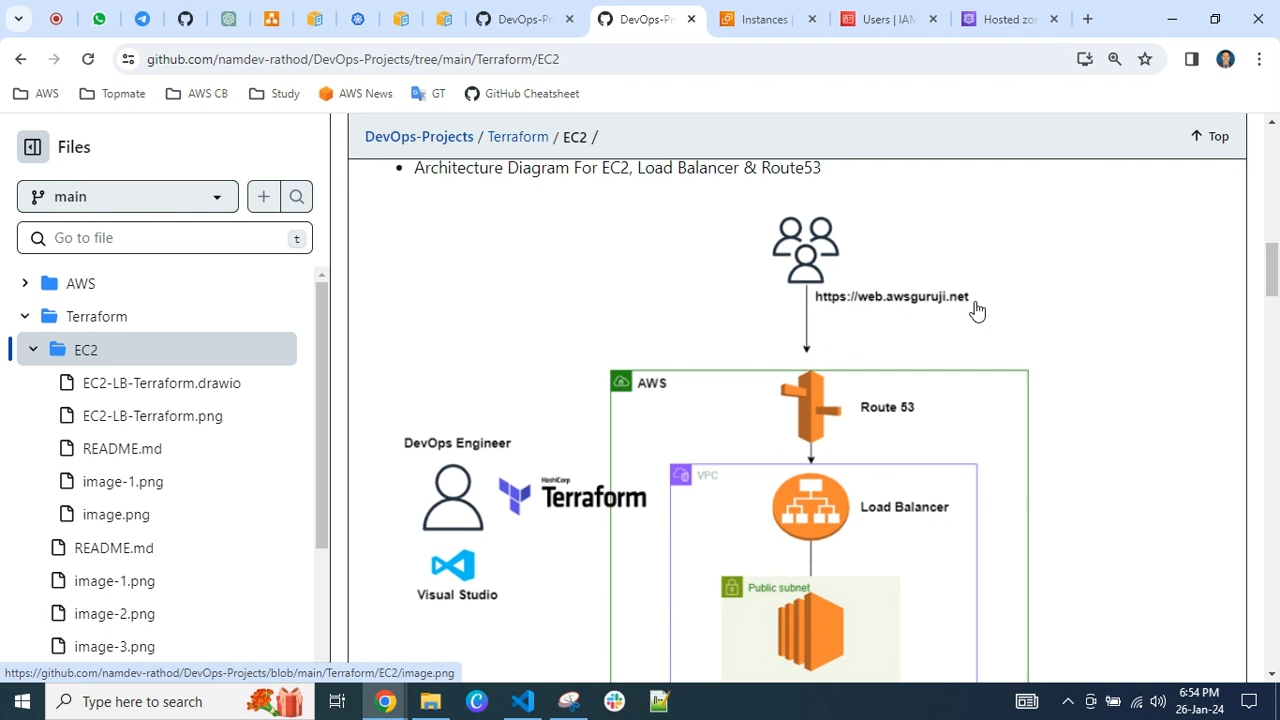 DevOps-Pr
DevOps-Pr
Instances |
Users | IAM
Hosted zo
github.com/namdev-rathod/DevOps-Projects/tree/main/Terraform/EC2
AWS
Topmate
AWS CB
Study
AWS News
GT
GitHub Cheatsheet
Files
DevOps-Projects / Terraform / EC2 /
Top
main
Go to file
t
AWS
Terraform
EC2
EC2-LB-Terraform.drawio
EC2-LB-Terraform.png
README.md
image-1.png
image.png
README.md
image-1.png
image-2.png
image-3.png
• Architecture Diagram For EC2, Load Balancer & Route53
https://web.awsguruji.net
AWS
Route 53
DevOps Engineer
VPC
HashiCorp
Terraform
Load Balancer
Visual Studio
Public subnet
https://github.com/namdev-rathod/DevOps-Projects/blob/main/Terraform/EC2/image.png
Type here to search
6:54 PM
26-Jan-24